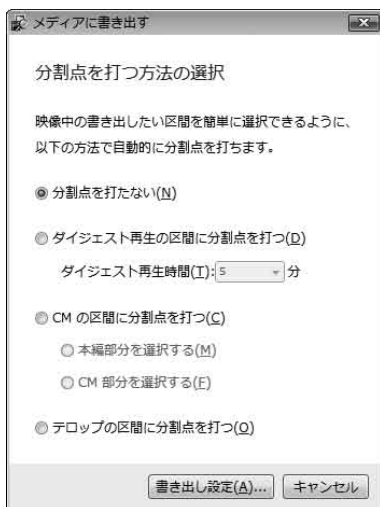 メディアに書き出す
分割点を打つ方法の選択
映像中の書き出したい区間を簡単に選択できるように、
以下の方法で自動的に分割点を打ちます。
分割点を打たない(N)
ダイジェスト再生の区間に分割点を打つ(D)
ダイジェスト再生時間(T): 5 分
CM の区間に分割点を打つ(C)
本編部分を選択する(M)
CM 部分を選択する(F)
テロップの区間に分割点を打つ(O)
書き出し設定(A)... キャンセル